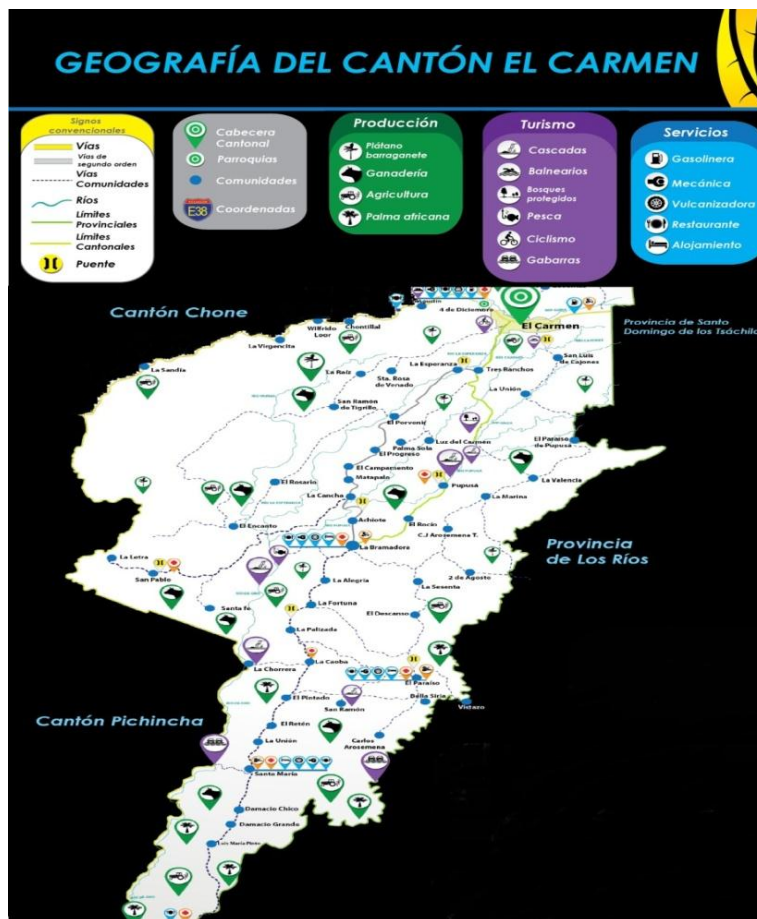 GEOGRAFÍA DEL CANTÓN EL CARMEN
Signos
convencionales
Vías
Vías de
segundo orden
Vías
Comunidades
Ríos
Límites
Provinciales
Límites
Cantonales
Puente
Cabecera
Cantonal
Parroquias
Comunidades
E38
Coordenadas
Producción
Plátano
barraganete
Ganadería
Agricultura
Palma africana
Turismo
Cascadas
Balnearios
Bosques
protegidos
Pesca
Ciclismo
Gabarras
Servicios
Gasolinera
Mecánica
Vulcanizadora
Restaurante
Alojamiento
Cantón Chone
Wilfrido
Loor
Chontillal
4 de Diciembre
El Carmen
Provincia de Santo
Domingo de los Tsáchilas
La Virgencita
La Sandía
La Raíz
La Esperanza
Sta. Rosa
de Venado
Tres Ranchos
San Luis
de Cajones
La Unión
San Ramón
de Tigrillo
El Porvenir
Palma Sola
Luz del Carmen
El Progreso
El Paraíso
de Pupusá
El Campamento
Matapalo
El Rosario
Pupusá
La Valencia
La Cancha
La Marina
El Encanto
Achiote
El Rocío
C.J Arosemena T.
La Bramadora
Provincia
de Los Ríos
La Letra
San Pablo
La Alegría
La Sesenta
2 de Agosto
Santa fe
La Fortuna
El Descanso
La Palizada
La Chorrera
La Caoba
El Paraíso
El Pintado
San Ramón
Bella Siria
Vidazo
Cantón Pichincha
El Retén
La Unión
Carlos
Arosemena
Santa María
Damacio Chico
Damacio Grande
Luis María Pérez